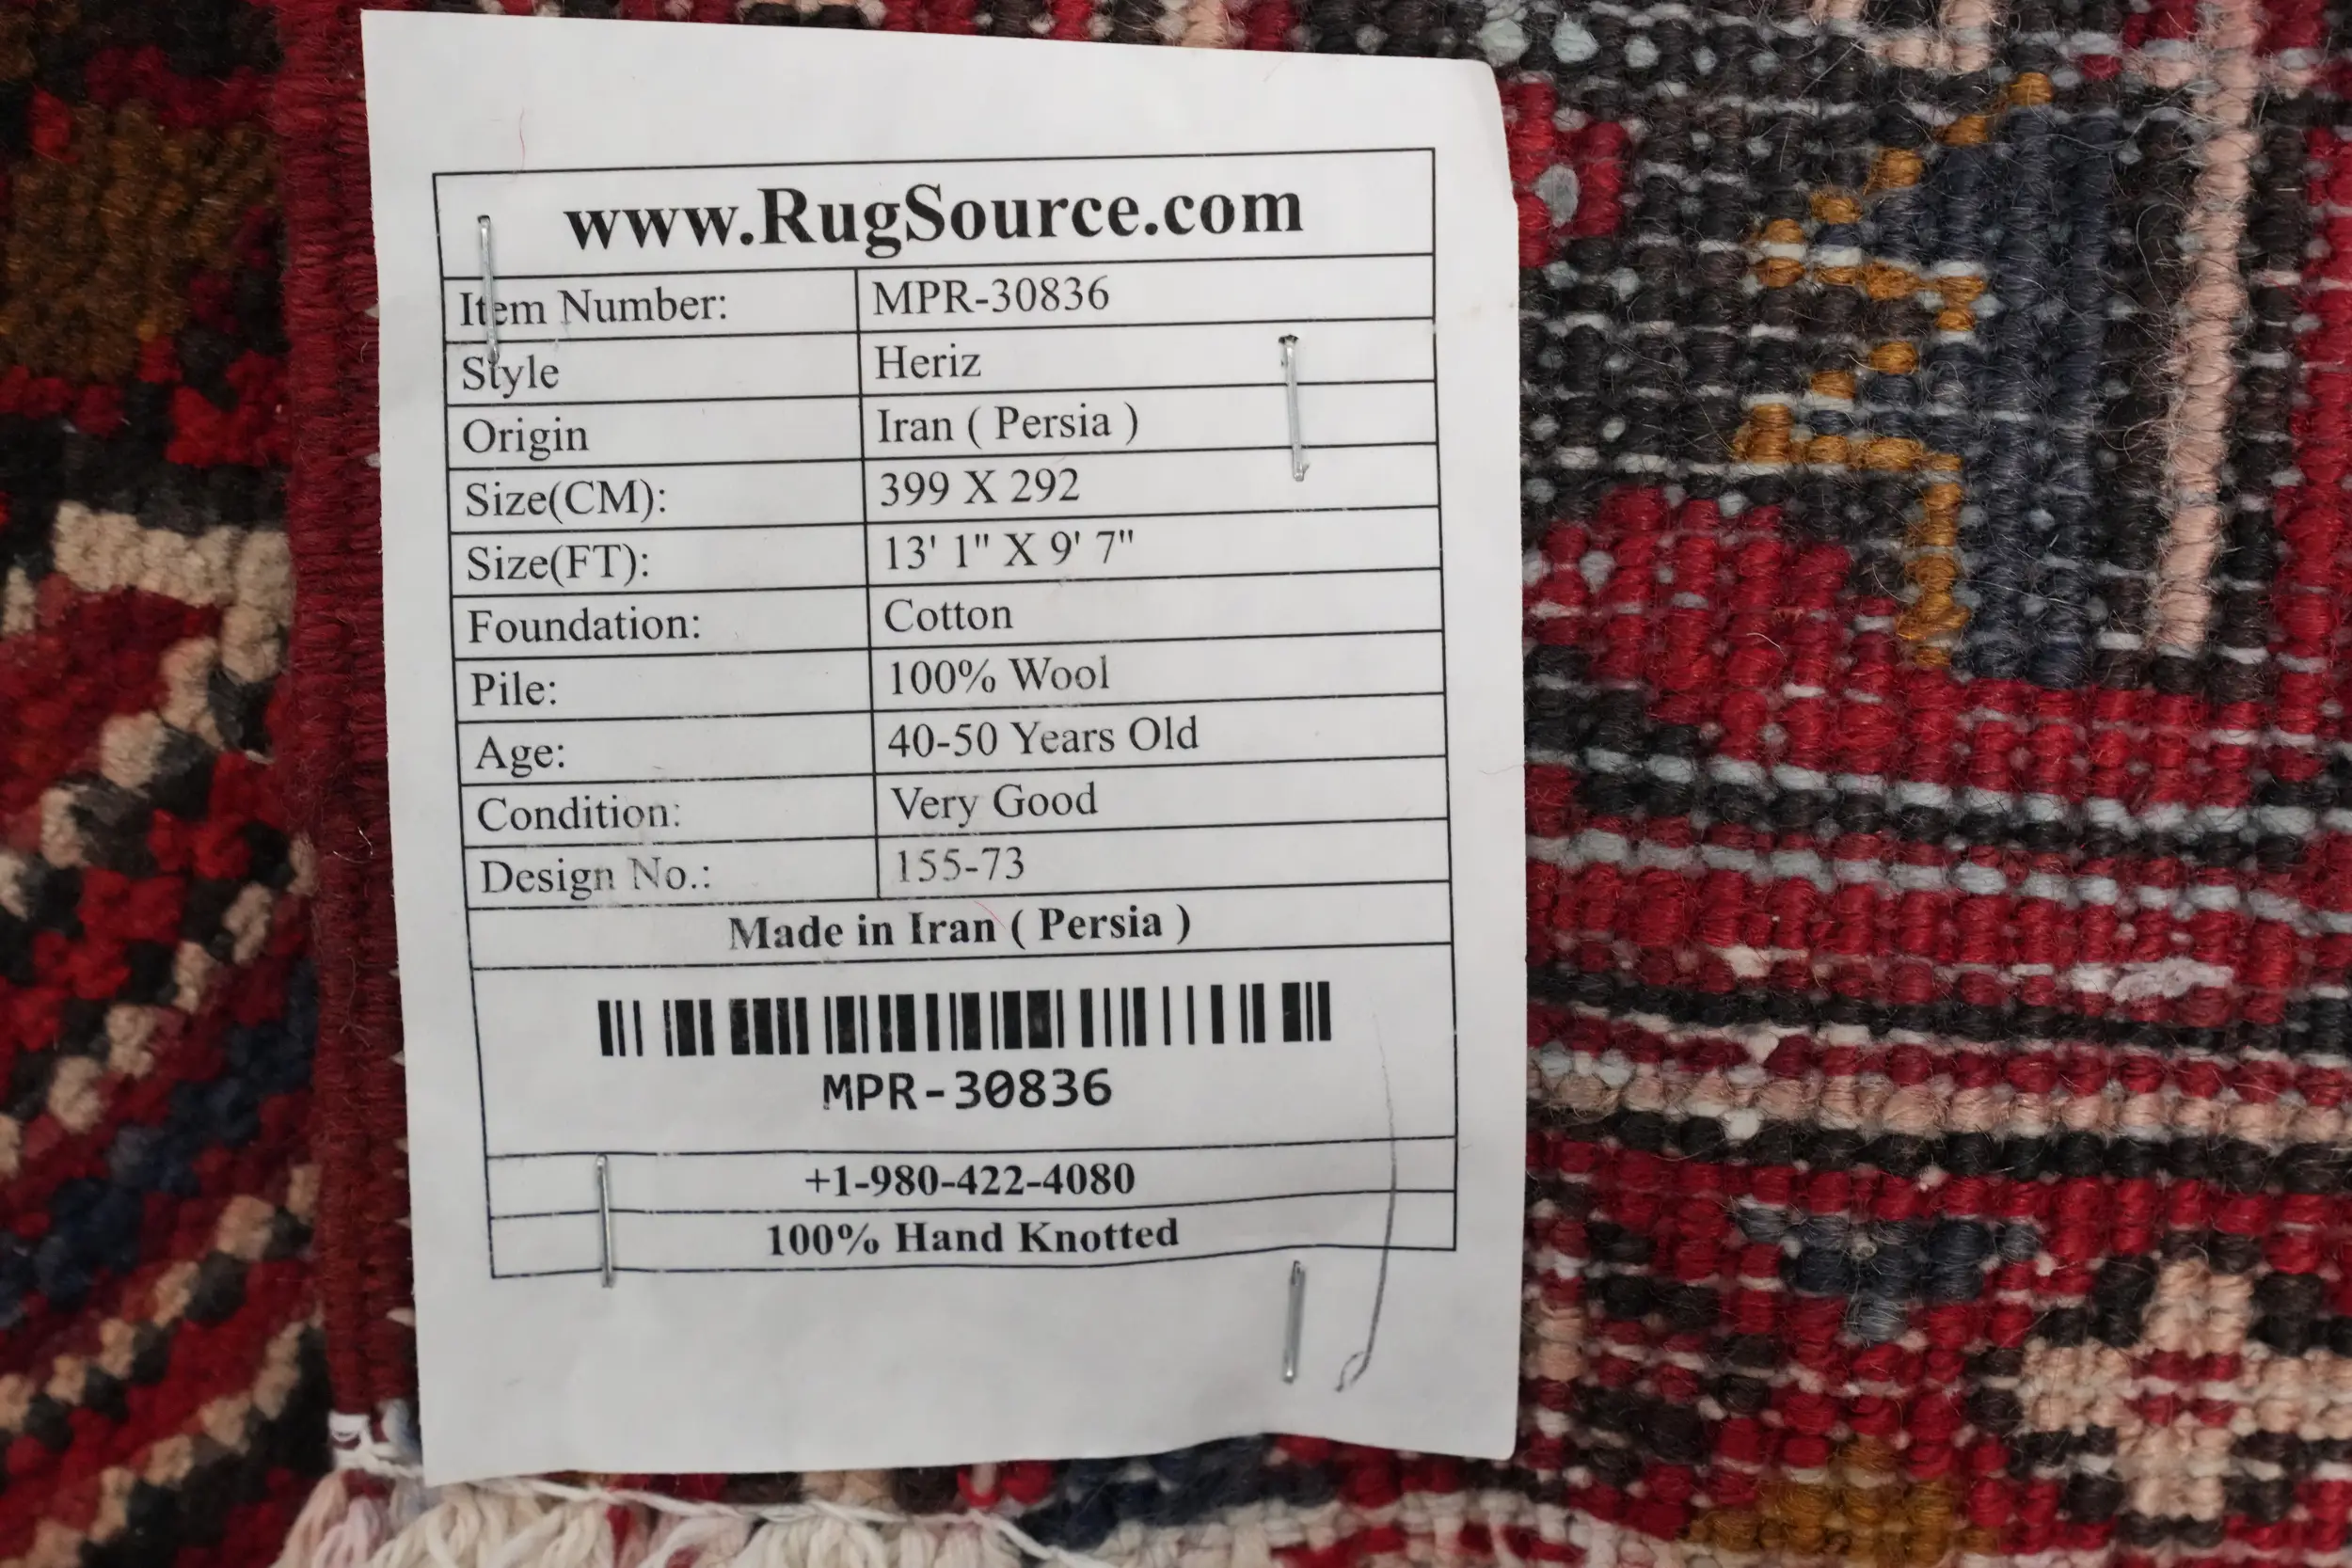 www.RugSource.com
Item Number: MPR-30836
Style Heriz
Origin Iran ( Persia )
Size(CM): 399 X 292
Size(FT): 13' 1" X 9' 7"
Foundation: Cotton
Pile: 100% Wool
Age: 40-50 Years Old
Condition: Very Good
Design No.: 155-73
Made in Iran ( Persia )
MPR-30836
+1-980-422-4080
100% Hand Knotted